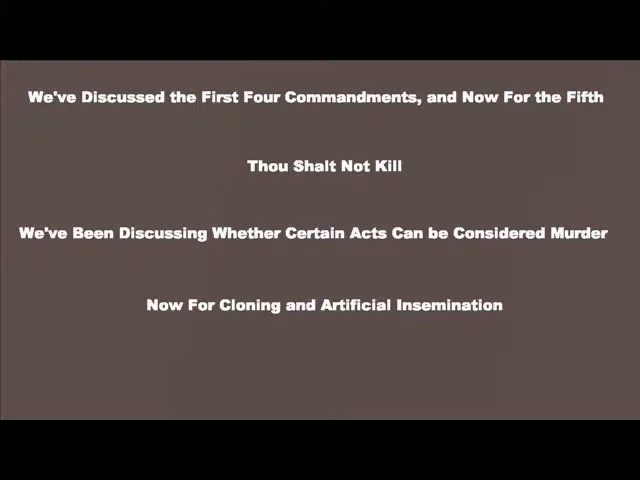 We've Discussed the First Four Commandments, and Now For the Fifth
Thou Shalt Not Kill
We've Been Discussing Whether Certain Acts Can be Considered Murder
Now For Cloning and Artificial Insemination